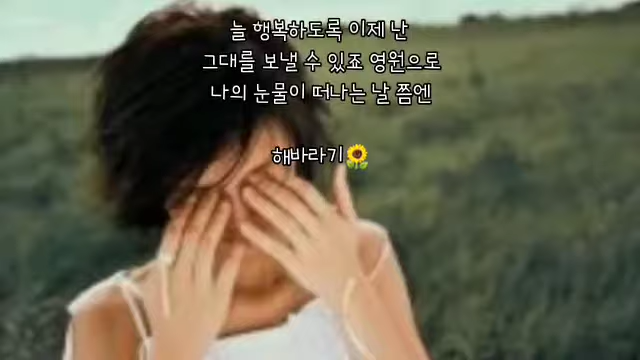 늘 행복하도록 이제 난
그대를 보낼 수 있죠 영원으로
나의 눈물이 떠나는 날 쯤엔
해바라기🌻